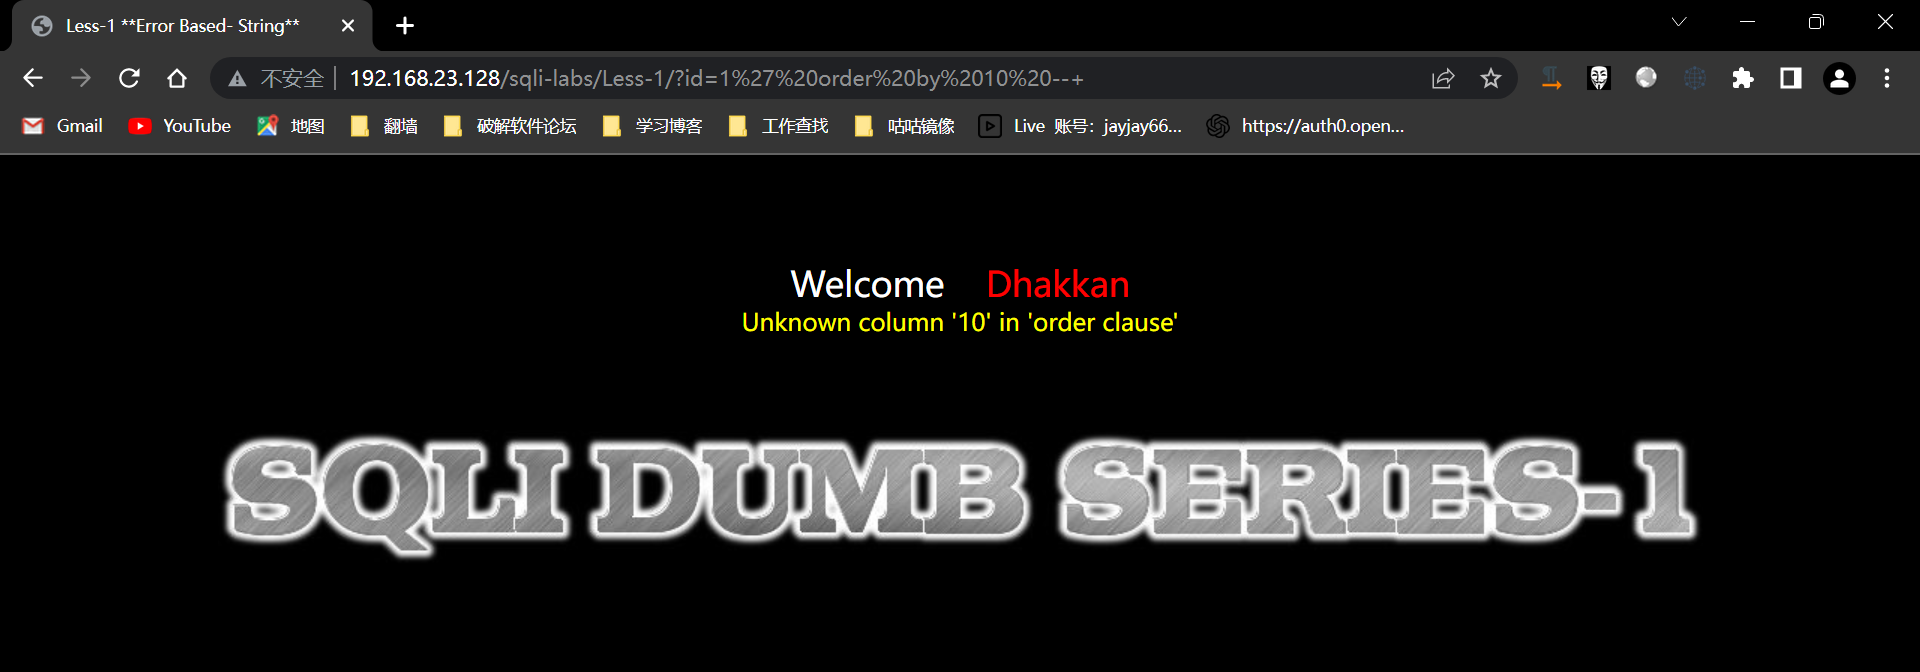 Less-1 **Error Based- String**
不安全 192.168.23.128/sqli-labs/Less-1/?id=1%27%20order%20by%2010%20--+
Gmail YouTube 地图 翻墙 破解软件论坛 学习博客 工作查找 咕咕镜像 Live 账号：jayjay66... https://auth0.open...
Welcome Dhakkan
Unknown column '10' in 'order clause'
SQLI DUMB SERIES-1